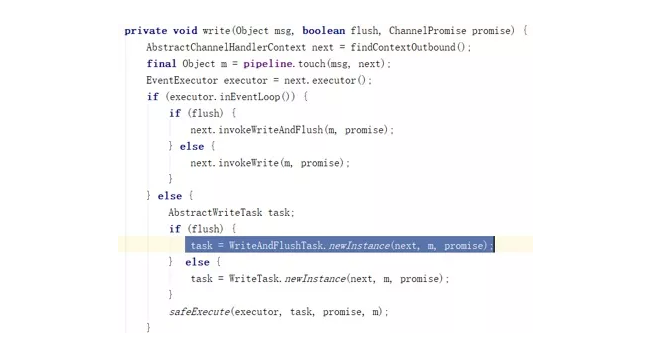 private void write(Object msg, boolean flush, ChannelPromise promise) {
AbstractChannelHandlerContext next = findContextOutbound();
final Object m = pipeline.touch(msg, next);
EventExecutor executor = next.executor();
if (executor.inEventLoop()) {
if (flush) {
next.invokeWriteAndFlush(m, promise);
} else {
next.invokeWrite(m, promise);
}
} else {
AbstractWriteTask task;
if (flush) {
task = WriteAndFlushTask.newInstance(next, m, promise);
} else {
task = WriteTask.newInstance(next, m, promise);
}
safeExecute(executor, task, promise, m);
}